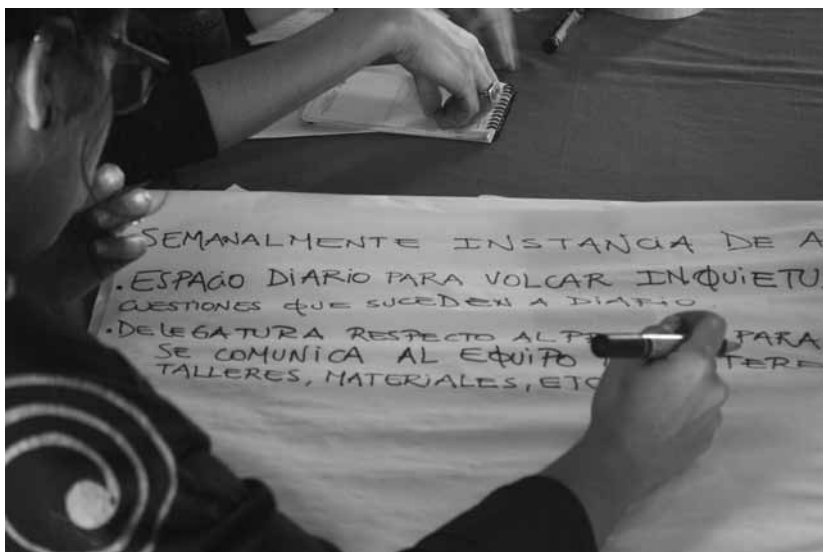 SEMANALMENTE INSTANCIA DE A
. ESPACIO DIARIO PARA VOLCAR INQUIETU
CUESTIONES QUE SUCEDEN A DIARIO.
. DELEGATURA RESPECTO AL PARA
SE COMUNICA AL EQUIPO
TALLERES, MATERIALES, ETC